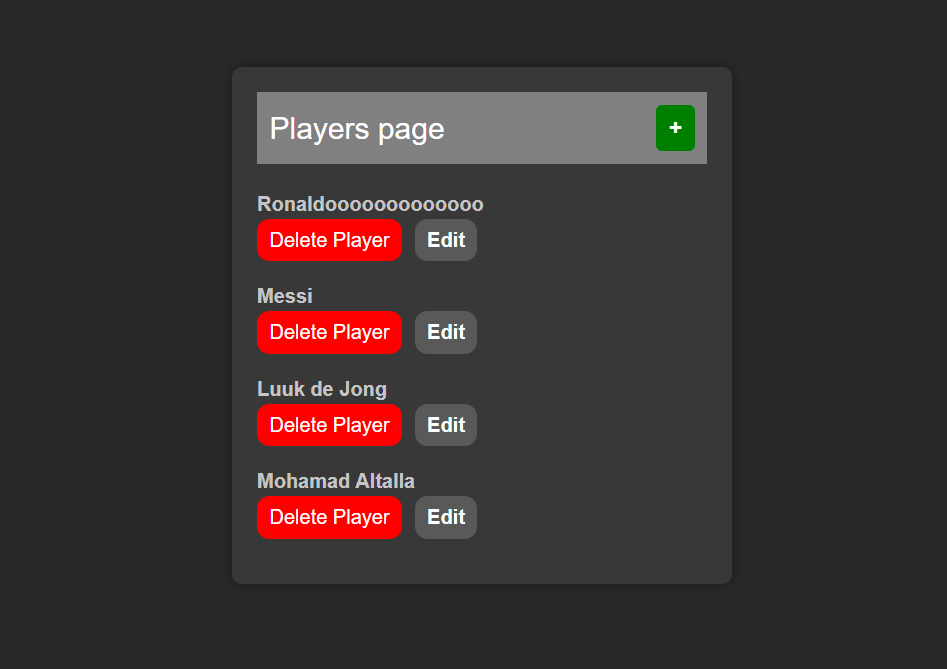 Players page +
Ronaldooooooooooooo
Delete Player Edit
Messi
Delete Player Edit
Luuk de Jong
Delete Player Edit
Mohamad Altalla
Delete Player Edit